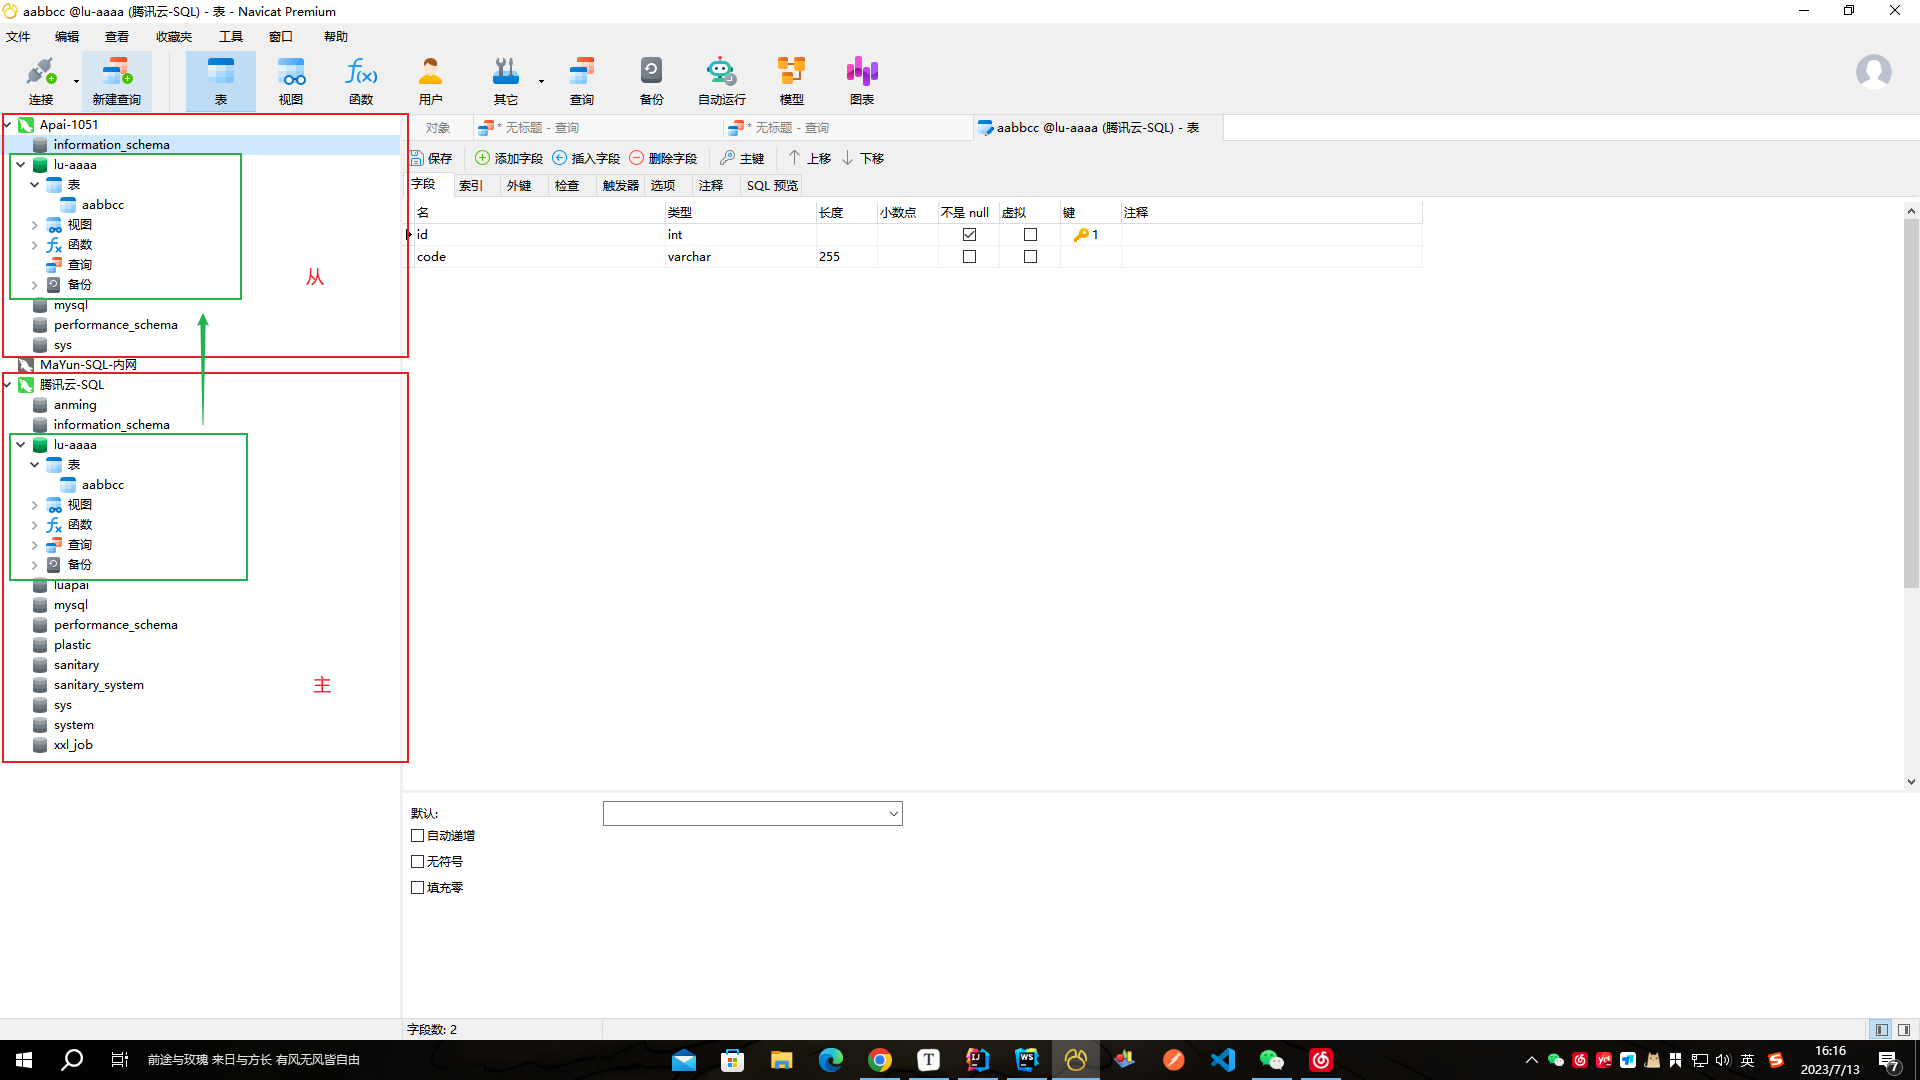 aabbcc @lu-aaaa (腾讯云-SQL) - 表 - Navicat Premium
文件 编辑 查看 收藏夹 工具 窗口 帮助
连接 新建查询 表 视图 函数 用户 其它 查询 备份 自动运行 模型 图表
Apai-1051
information_schema
lu-aaaa
表
aabbcc
视图
函数
查询
备份
从
mysql
performance_schema
sys
MaYun-SQL-内网
腾讯云-SQL
anming
information_schema
lu-aaaa
表
aabbcc
视图
函数
查询
备份
luapai
mysql
performance_schema
plastic
sanitary
sanitary_system
主
sys
system
xxl_job
对象 * 无标题 - 查询 * 无标题 - 查询 aabbcc @lu-aaaa (腾讯云-SQL) - 表
保存 添加字段 插入字段 删除字段 主键 上移 下移
字段 索引 外键 检查 触发器 选项 注释 SQL 预览
名 类型 长度 小数点 不是 null 虚拟 键 注释
id int 1
code varchar 255
默认:
自动递增
无符号
填充零
字段数: 2
前途与玫瑰 来日与方长 有风无风皆自由
T
IJ
WS
英
16:16
2023/7/13
7